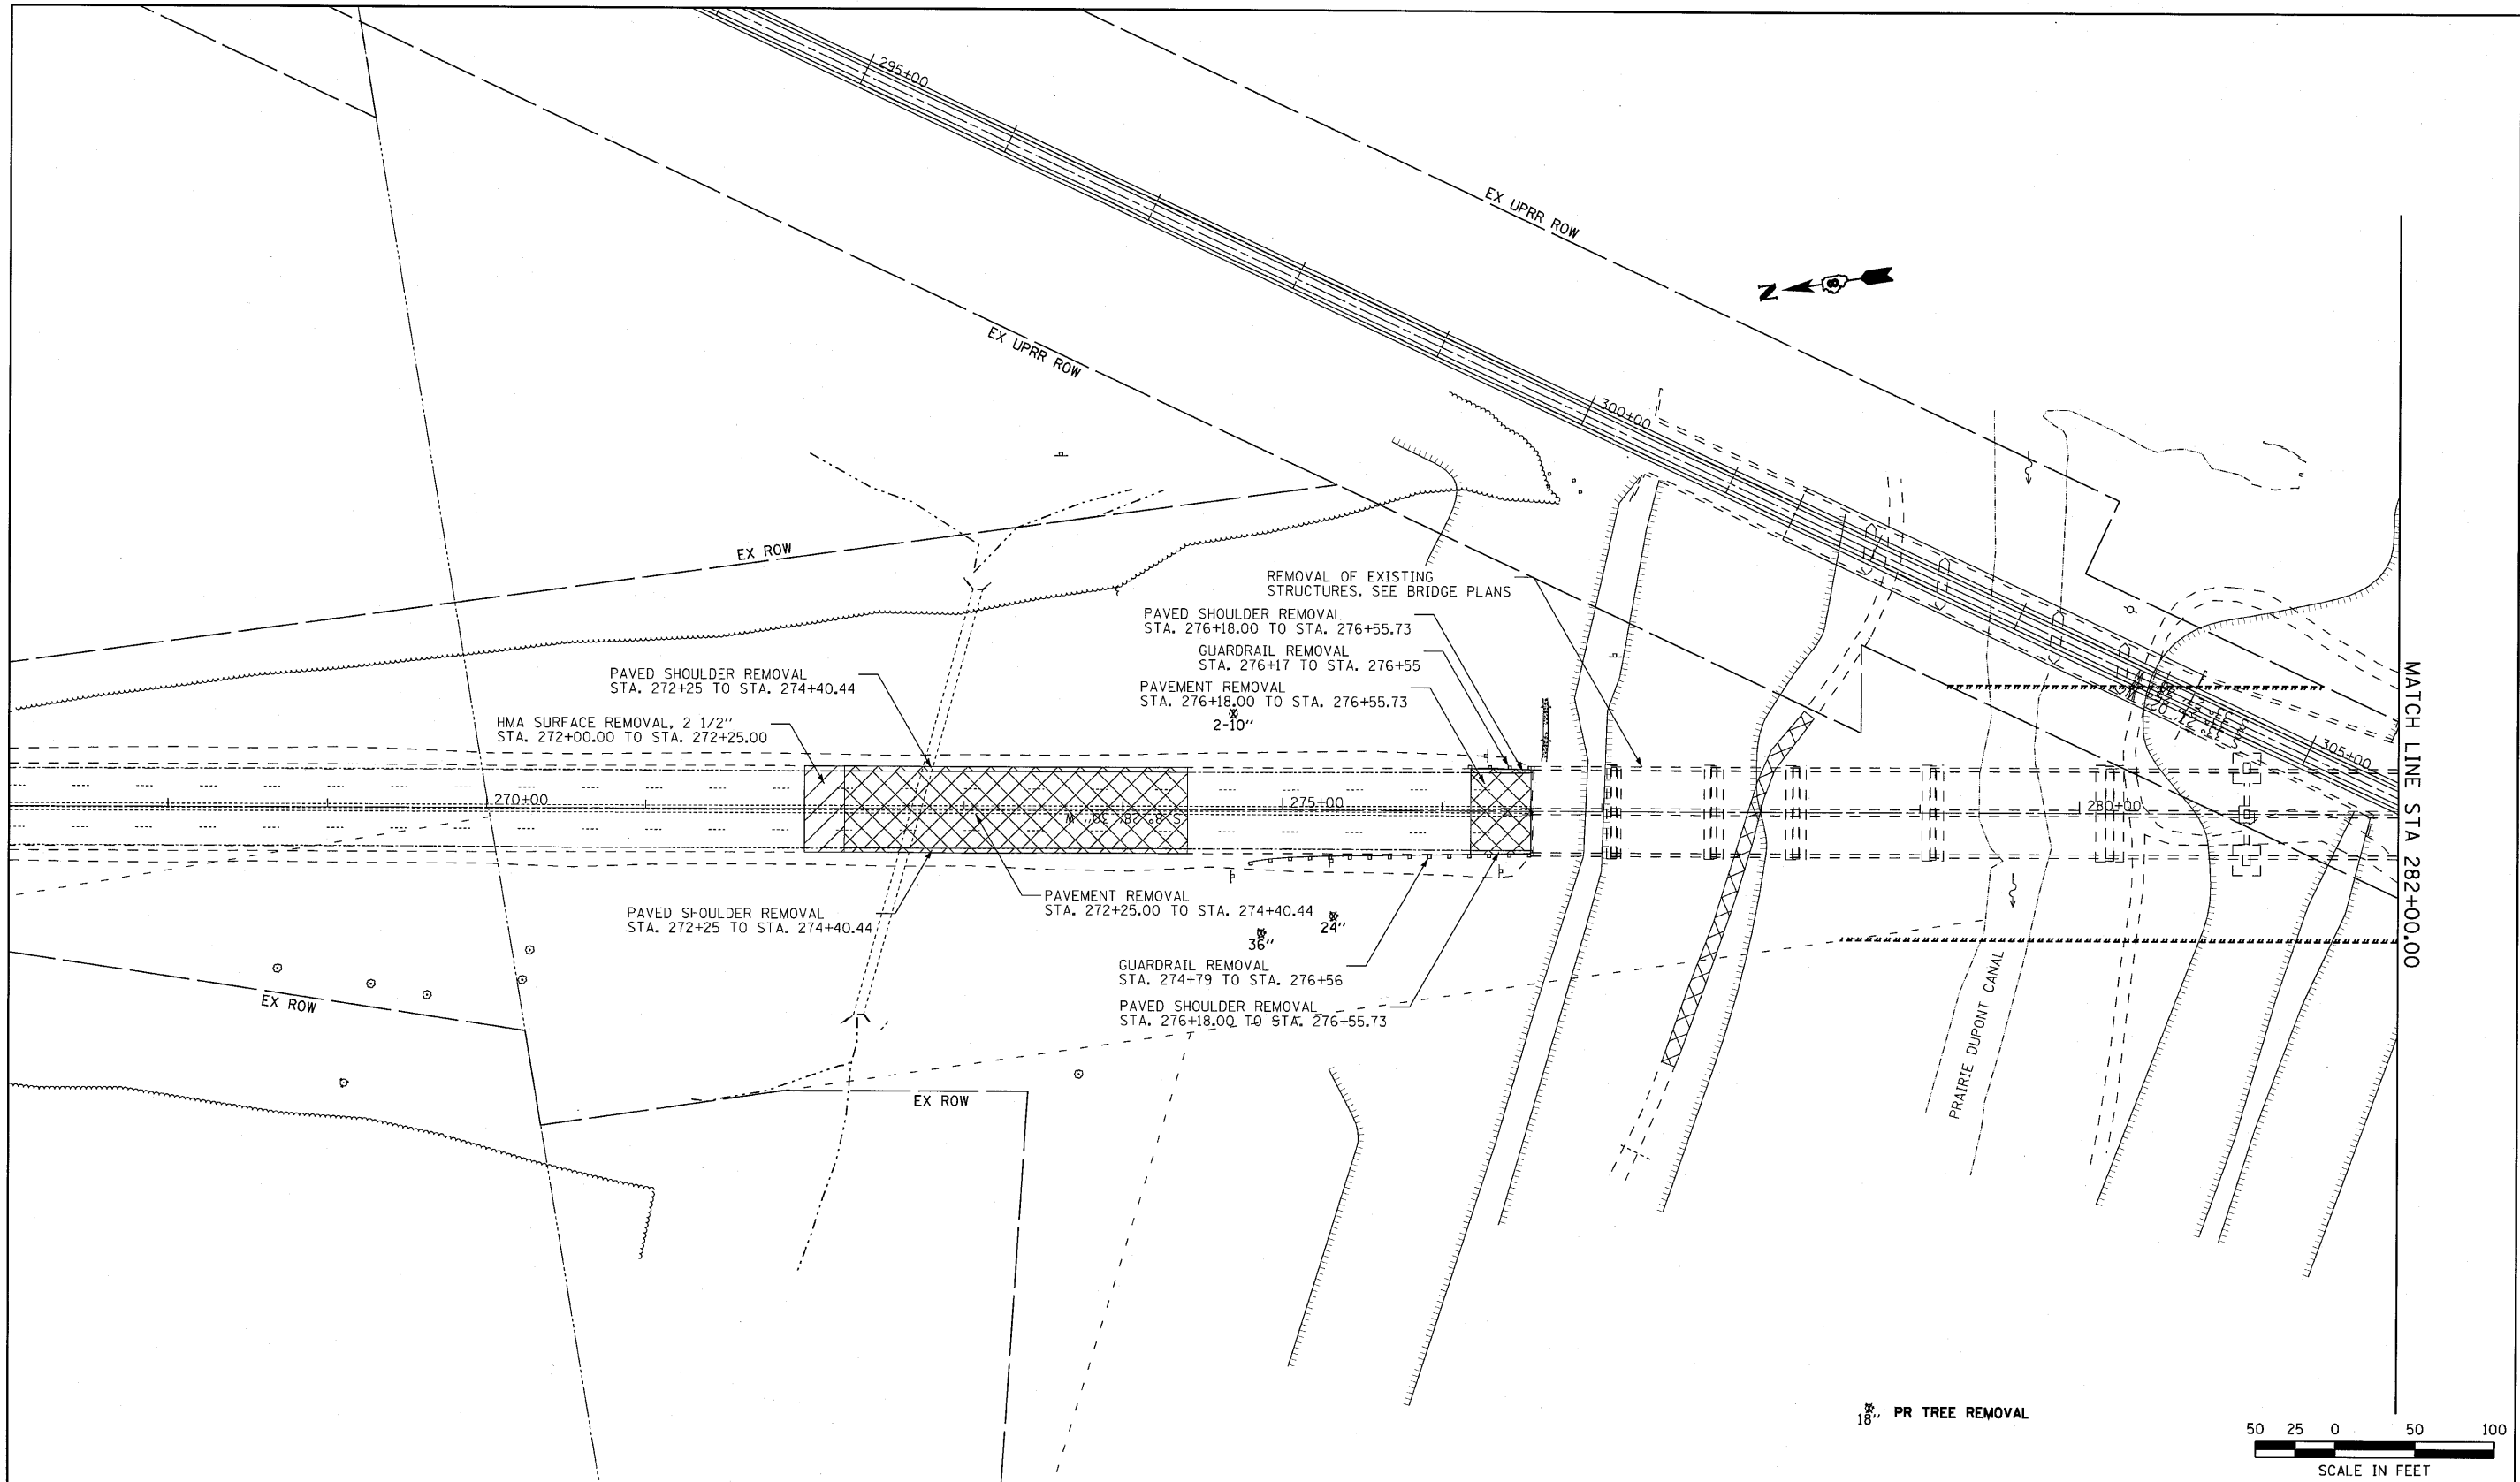 295+00
EX UPRR ROW
N
EX UPRR ROW
300+00
EX ROW
REMOVAL OF EXISTING
STRUCTURES. SEE BRIDGE PLANS
PAVED SHOULDER REMOVAL
STA. 276+18.00 TO STA. 276+55.73
GUARDRAIL REMOVAL
STA. 276+17 TO STA. 276+55
PAVEMENT REMOVAL
STA. 276+18.00 TO STA. 276+55.73
2-10"
PAVED SHOULDER REMOVAL
STA. 272+25 TO STA. 274+40.44
HMA SURFACE REMOVAL, 2 1/2"
STA. 272+00.00 TO STA. 272+25.00
MATCH LINE STA 282+00.00
305+00
270+00
275+00
280+00
S 8° 58' 30" W
PAVEMENT REMOVAL
STA. 272+25.00 TO STA. 274+40.44
24"
36"
PAVED SHOULDER REMOVAL
STA. 272+25 TO STA. 274+40.44
GUARDRAIL REMOVAL
STA. 274+79 TO STA. 276+56
PAVED SHOULDER REMOVAL
STA. 276+18.00 TO STA. 276+55.73
EX ROW
PRAIRIE DUPONT CANAL
EX ROW
18" PR TREE REMOVAL
50 25 0 50 100
SCALE IN FEET